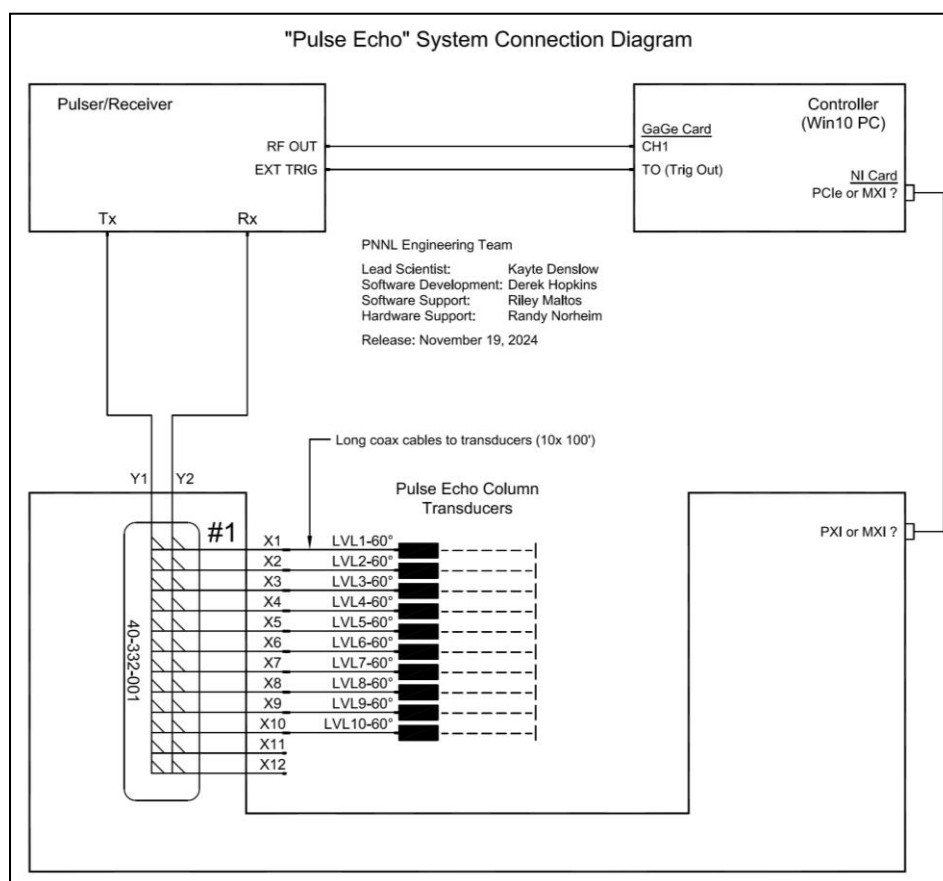 "Pulse Echo" System Connection Diagram
Pulser/Receiver
RF OUT
EXT TRIG
Tx
Rx
Controller
(Win10 PC)
GaGe Card
CH1
TO (Trig Out)
NI Card
PCIe or MXI ?
PNNL Engineering Team
Lead Scientist: Kayte Denslow
Software Development: Derek Hopkins
Software Support: Riley Maltos
Hardware Support: Randy Norheim
Release: November 19, 2024
Long coax cables to transducers (10x 100')
Y1 Y2
Pulse Echo Column
Transducers
#1
40-332-001
PXI or MXI ?
X1 LVL1-60°
X2 LVL2-60°
X3 LVL3-60°
X4 LVL4-60°
X5 LVL5-60°
X6 LVL6-60°
X7 LVL7-60°
X8 LVL8-60°
X9 LVL9-60°
X10 LVL10-60°
X11
X12